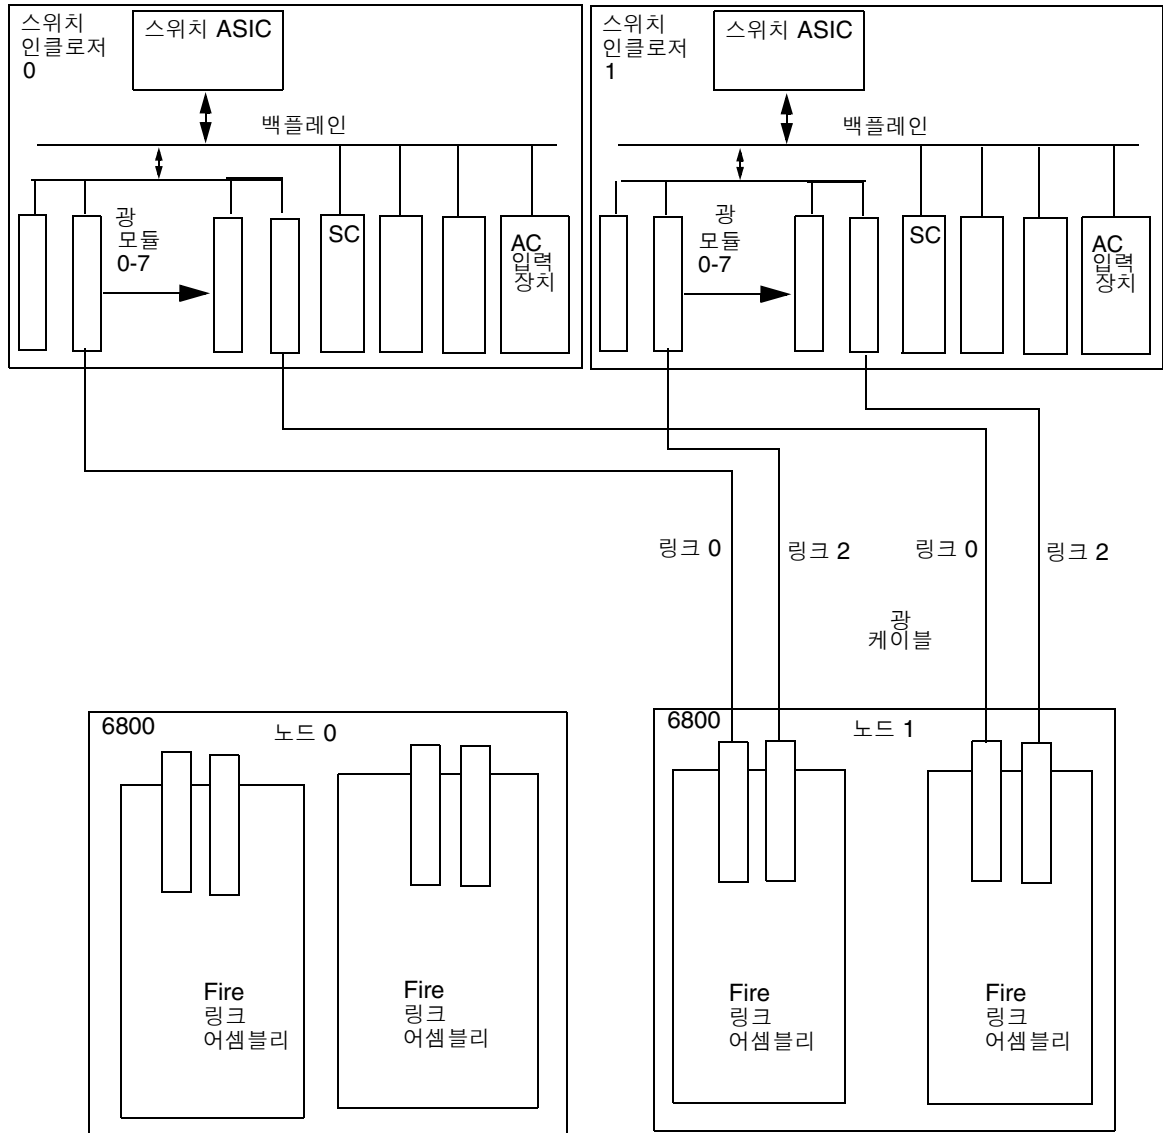 스위치
인클로저
0
스위치 ASIC
백플레인
광
모듈
0-7
SC
AC
입력
장치
스위치
인클로저
1
스위치 ASIC
백플레인
광
모듈
0-7
SC
AC
입력
장치
링크 0
링크 2
링크 0
링크 2
광
케이블
6800
노드 0
Fire
링크
어셈블리
Fire
링크
어셈블리
6800
노드 1
Fire
링크
어셈블리
Fire
링크
어셈블리